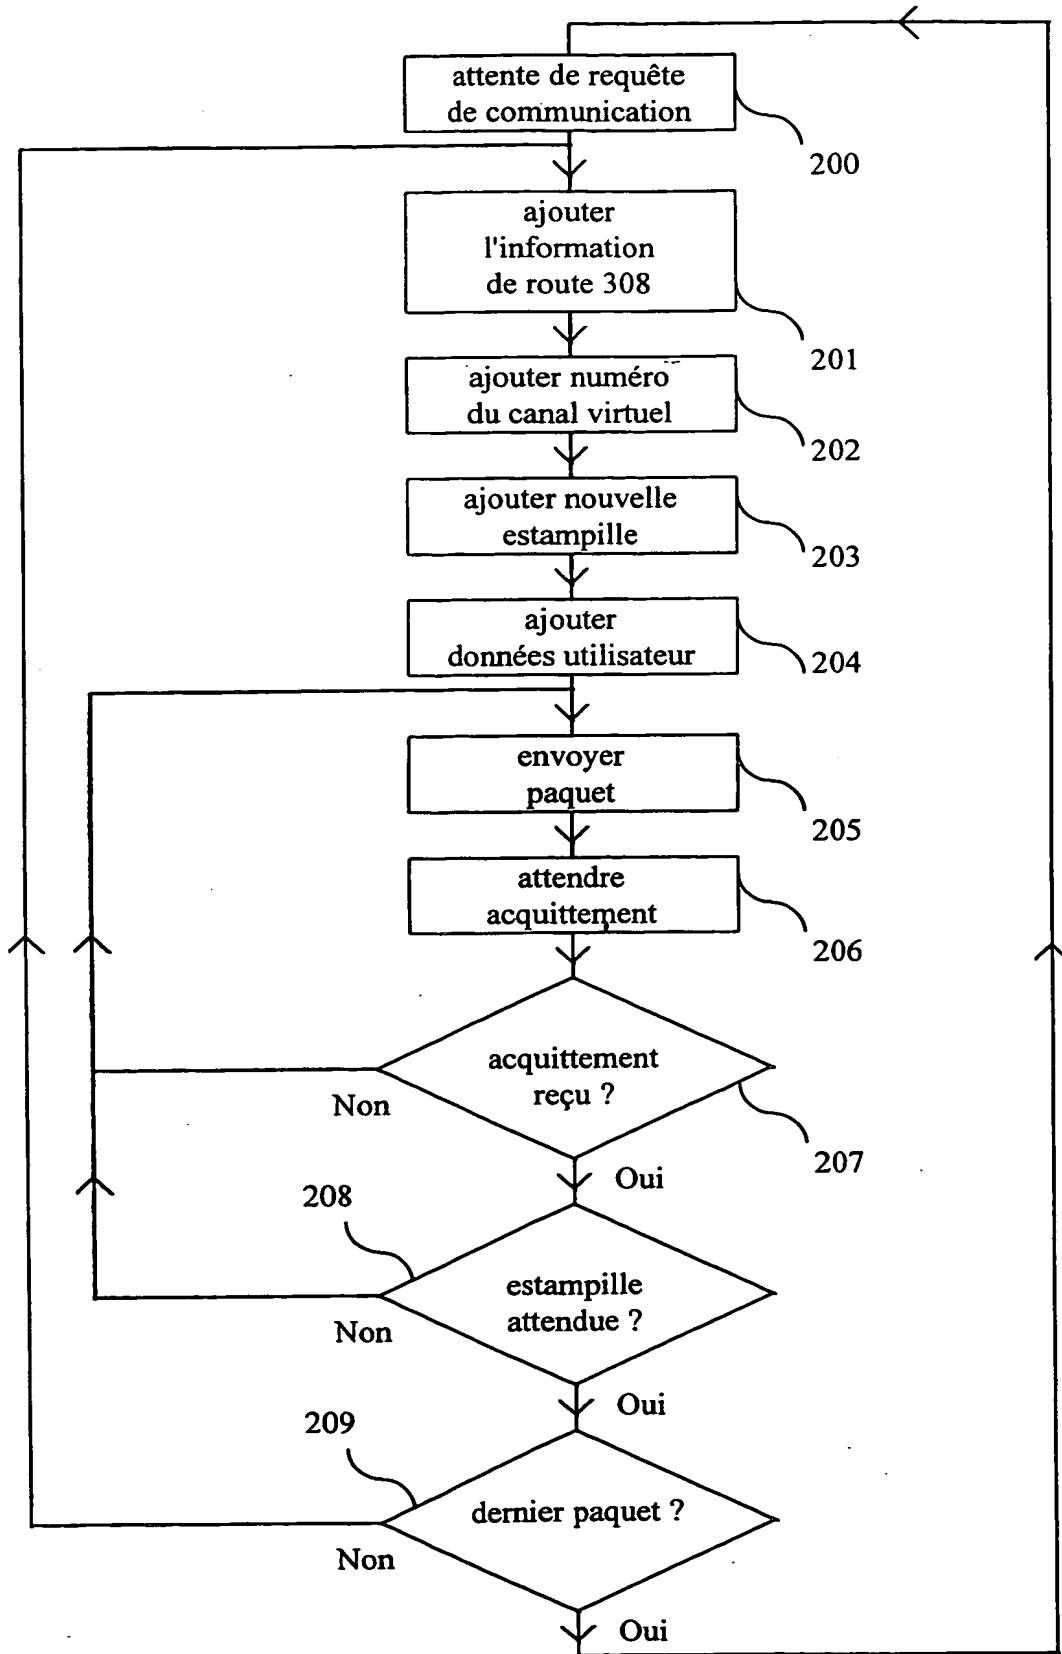 attente de requête
de communication
200
ajouter
l'information
de route 308
201
ajouter numéro
du canal virtuel
202
ajouter nouvelle
estampille
203
ajouter
données utilisateur
204
envoyer
paquet
205
attendre
acquittement
206
acquittement
reçu ?
Non
207
Oui
208
estampille
attendue ?
Non
Oui
209
dernier paquet ?
Non
Oui